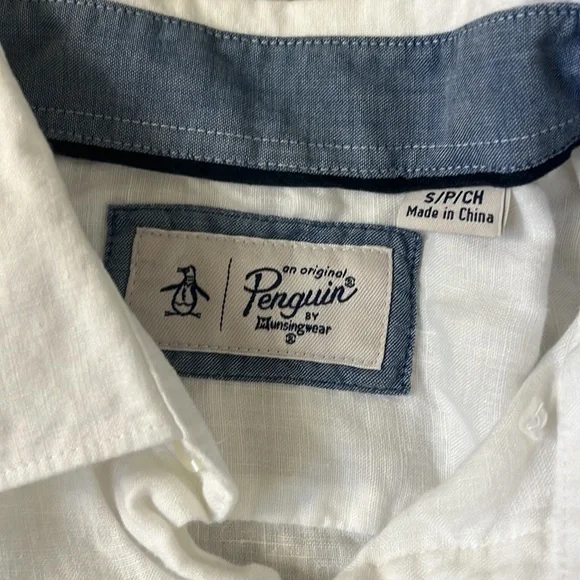 S/P/CH
Made in China
an original
Penguin®
BY
Munsingwear
®